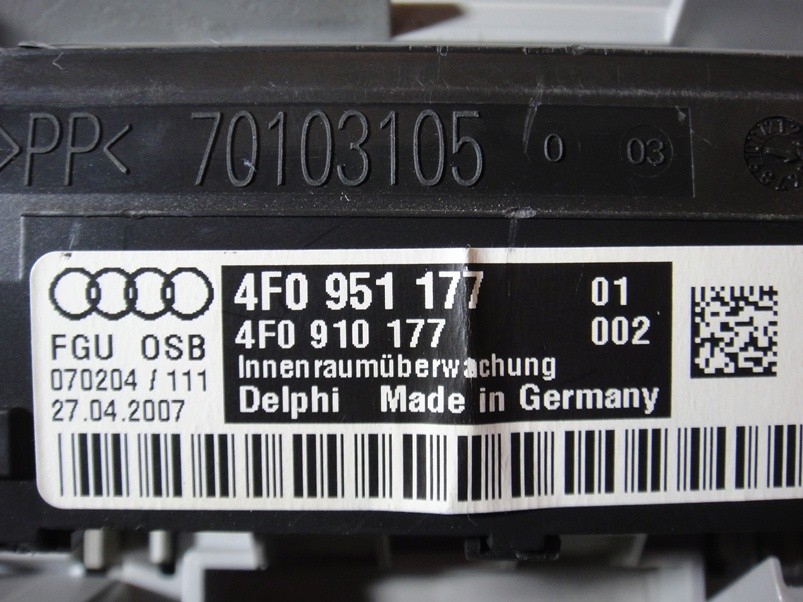 >PP< 70103105 0 03
4F0 951 177 01
4F0 910 177 002
Innenraumüberwachung
Delphi Made in Germany
FGU OSB
070204 / 111
27.04.2007